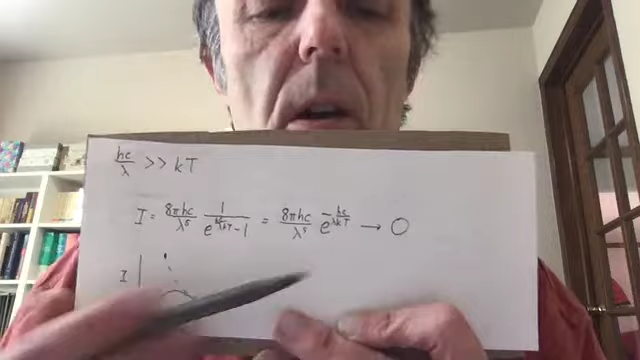 hc/λ >> kT
I = 8πhc/λ⁵ 1/(e^(hc/λkT) - 1) = 8πhc/λ⁵ e^(-hc/λkT) → 0
I